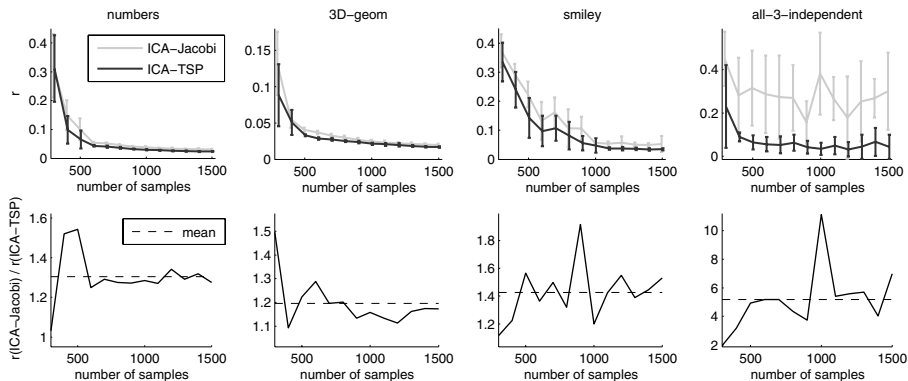 numbers
3D-geom
smiley
all-3-independent
r
0.4
0.3
0.2
0.1
0
ICA-Jacobi
ICA-TSP
500 1000 1500
number of samples
0.15
0.1
0.05
0
500 1000 1500
number of samples
0.4
0.3
0.2
0.1
0
500 1000 1500
number of samples
0.4
0.2
0
500 1000 1500
number of samples
r(ICA-Jacobi) / r(ICA-TSP)
1.6
1.4
1.2
1
mean
500 1000 1500
number of samples
1.5
1.4
1.3
1.2
1.1
500 1000 1500
number of samples
1.8
1.6
1.4
1.2
500 1000 1500
number of samples
10
8
6
4
2
500 1000 1500
number of samples